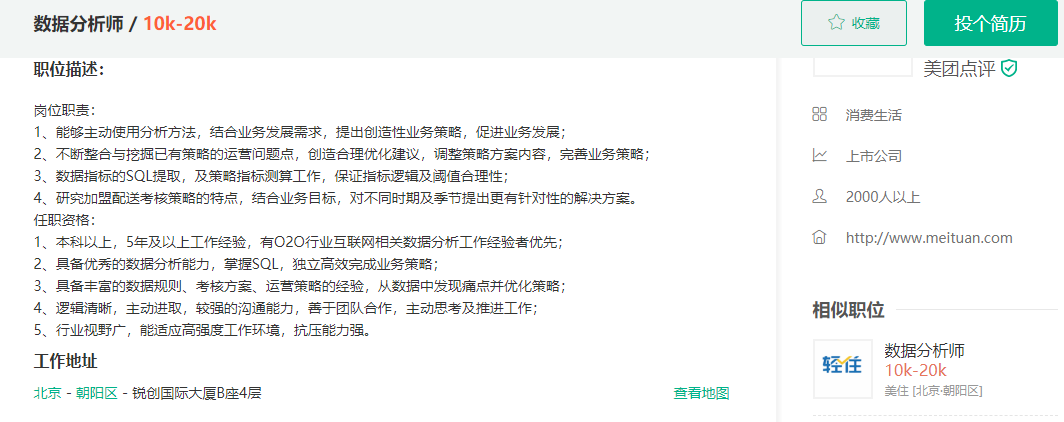 数据分析师 / 10k-20k
收藏
投个简历
职位描述：
岗位职责：
1、能够主动使用分析方法，结合业务发展需求，提出创造性业务策略，促进业务发展；
2、不断整合与挖掘已有策略的运营问题点，创造合理优化建议，调整策略方案内容，完善业务策略；
3、数据指标的SQL提取，及策略指标测算工作，保证指标逻辑及阈值合理性；
4、研究加盟配送考核策略的特点，结合业务目标，对不同时期及季节提出更有针对性的解决方案。
任职资格：
1、本科以上，5年及以上工作经验，有O2O行业互联网相关数据分析工作经验者优先；
2、具备优秀的数据分析能力，掌握SQL，独立高效完成业务策略；
3、具备丰富的数据规则、考核方案、运营策略的经验，从数据中发现痛点并优化策略；
4、逻辑清晰，主动进取，较强的沟通能力，善于团队合作，主动思考及推进工作；
5、行业视野广，能适应高强度工作环境，抗压能力强。
工作地址
北京 - 朝阳区 - 锐创国际大厦B座4层
查看地图
美团点评
消费生活
上市公司
2000人以上
http://www.meituan.com
相似职位
轻住
数据分析师
10k-20k
美住 [北京·朝阳区]